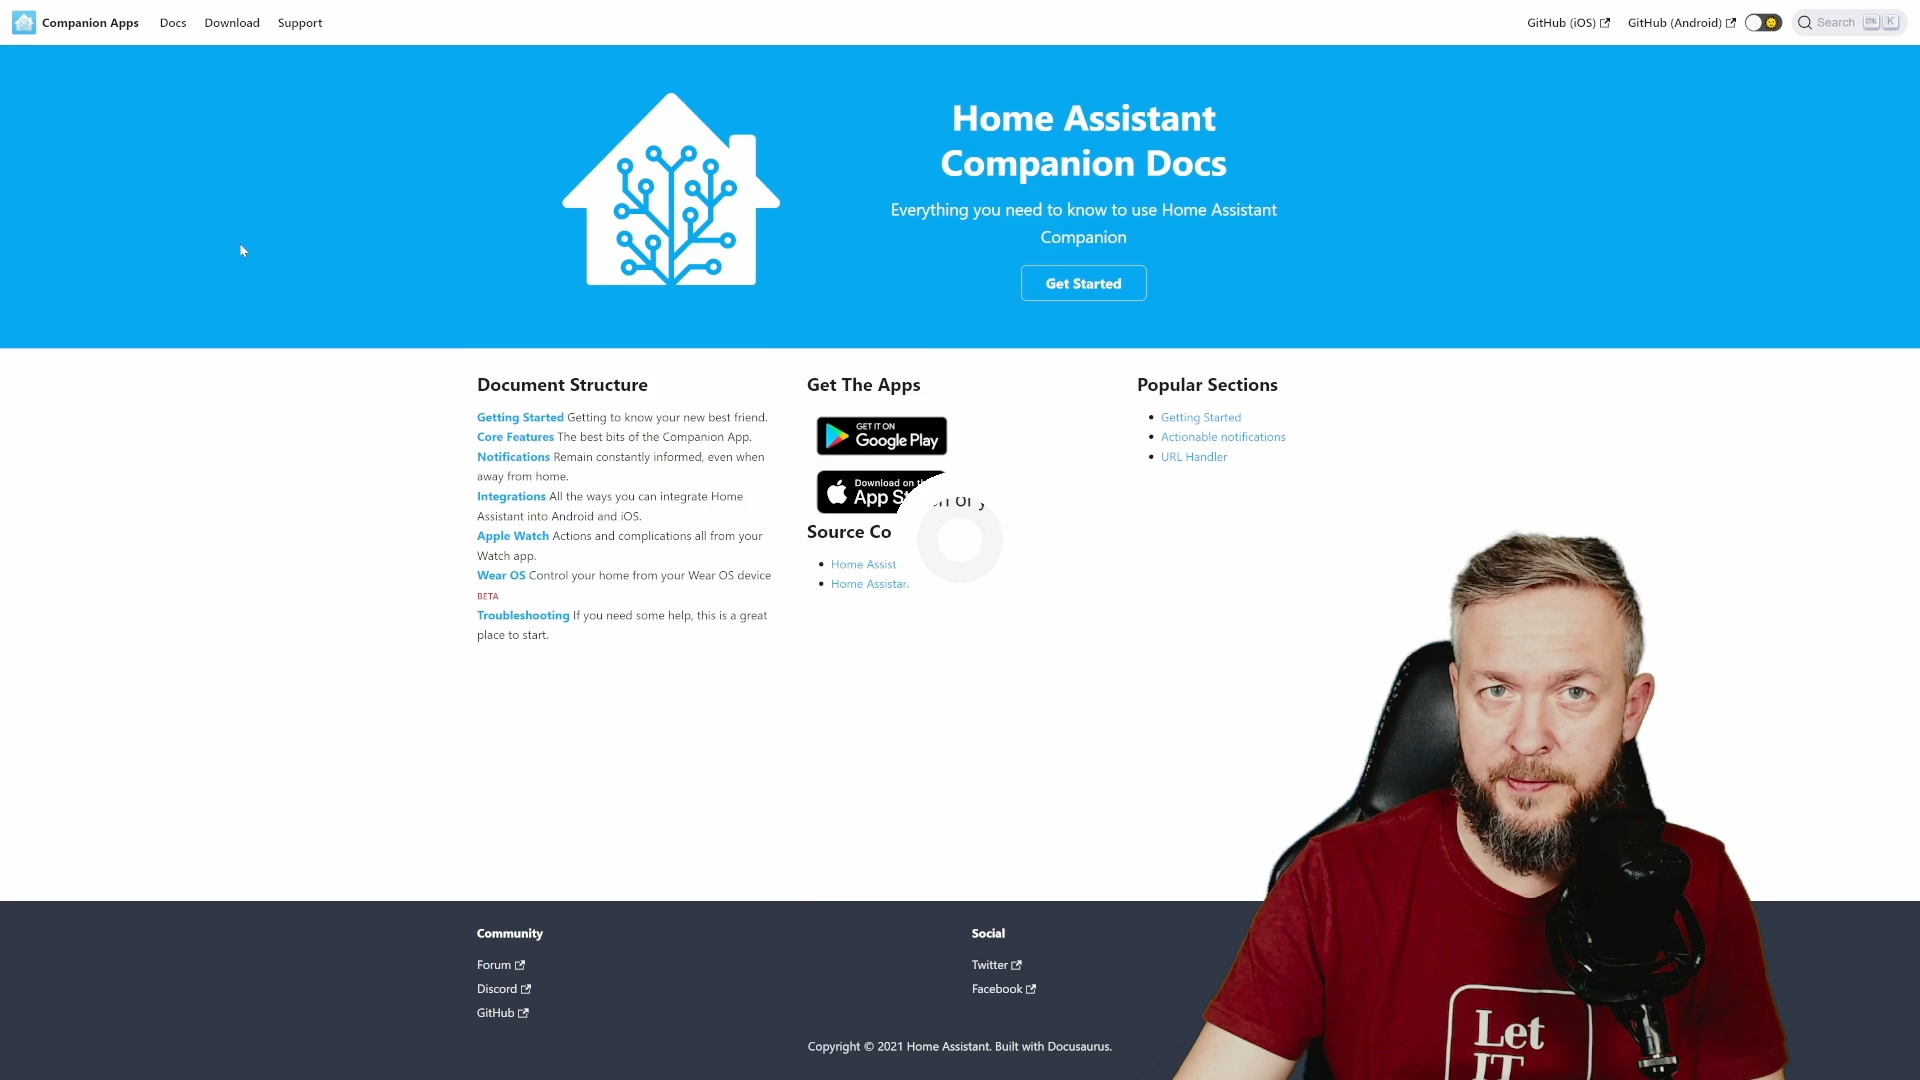 Companion Apps
Docs
Download
Support
GitHub (iOS)
GitHub (Android)
Search
K
Home Assistant
Companion Docs
Everything you need to know to use Home Assistant
Companion
Get Started
Document Structure
Getting Started Getting to know your new best friend.
Core Features The best bits of the Companion App.
Notifications Remain constantly informed, even when
away from home.
Integrations All the ways you can integrate Home
Assistant into Android and iOS.
Apple Watch Actions and complications all from your
Watch app.
Wear OS Control your home from your Wear OS device
BETA
Troubleshooting If you need some help, this is a great
place to start.
Get The Apps
GET IT ON
Google Play
Download on
App
Source Co
Home Assist
Home Assistan
Popular Sections
Getting Started
Actionable notifications
URL Handler
Community
Forum
Discord
GitHub
Social
Twitter
Facebook
Copyright © 2021 Home Assistant. Built with Docusaurus.
Let
IT